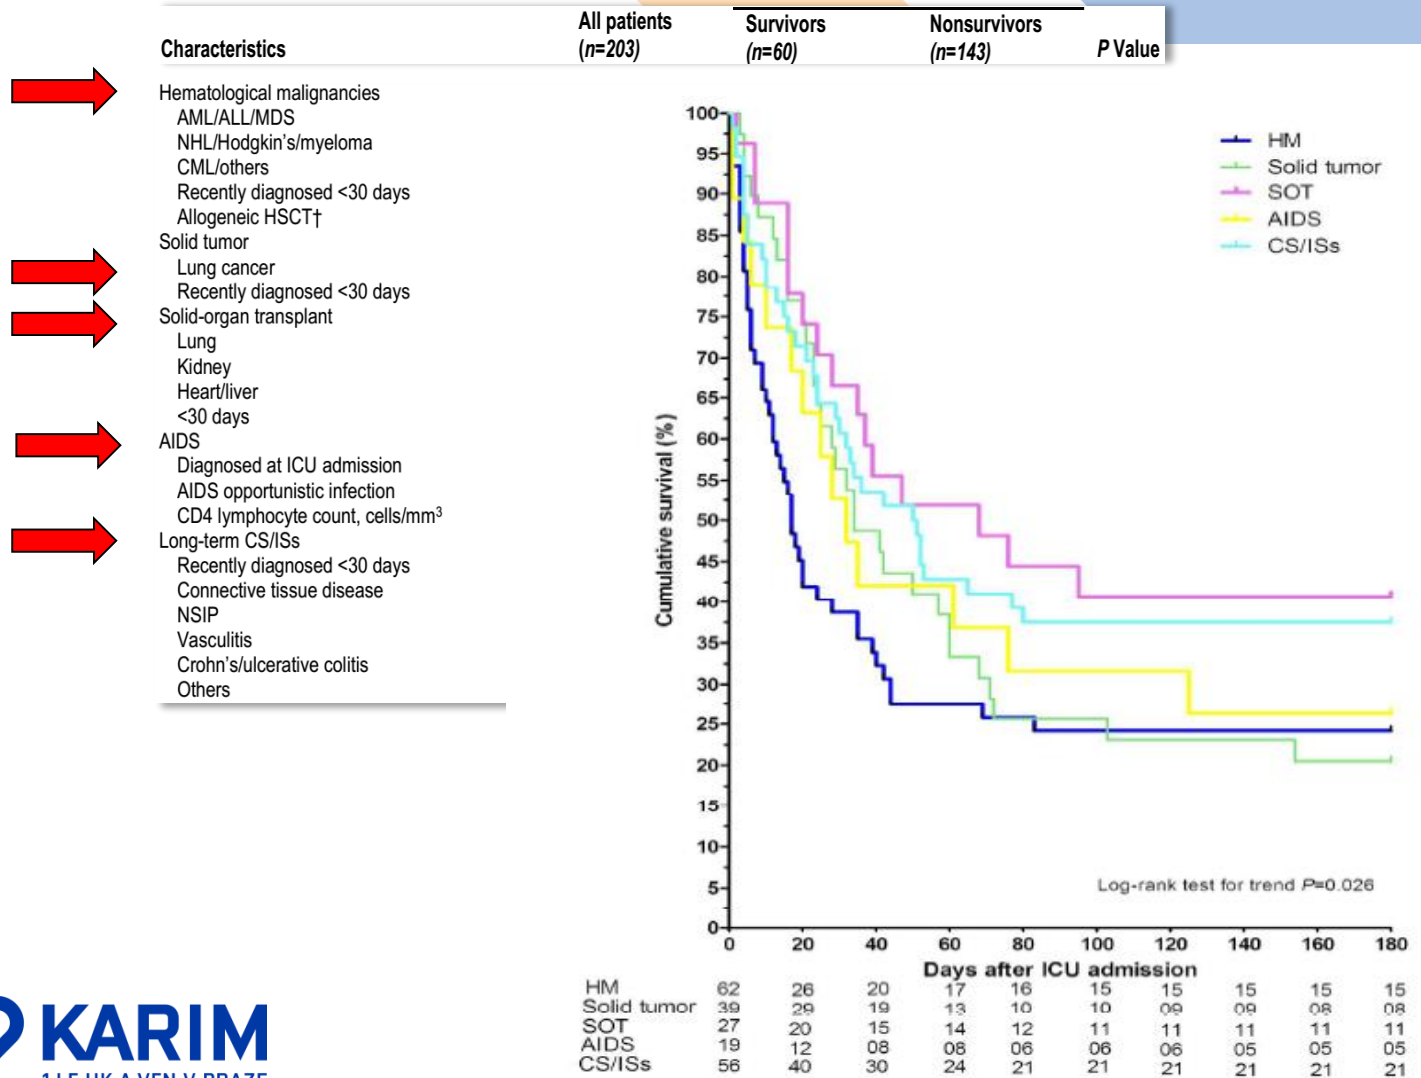 Characteristics All patients (n=203) Survivors (n=60) Nonsurvivors (n=143) P Value
Hematological malignancies
AML/ALL/MDS
NHL/Hodgkin's/myeloma
CML/others
Recently diagnosed <30 days
Allogeneic HSCT†
Solid tumor
Lung cancer
Recently diagnosed <30 days
Solid-organ transplant
Lung
Kidney
Heart/liver
<30 days
AIDS
Diagnosed at ICU admission
AIDS opportunistic infection
CD4 lymphocyte count, cells/mm³
Long-term CS/ISs
Recently diagnosed <30 days
Connective tissue disease
NSIP
Vasculitis
Crohn's/ulcerative colitis
Others
Cumulative survival (%)
100
95
90
85
80
75
70
65
60
55
50
45
40
35
30
25
20
15
10
5
0
HM
Solid tumor
SOT
AIDS
CS/ISs
Log-rank test for trend P=0.026
0 20 40 60 80 100 120 140 160 180
Days after ICU admission
HM 62 26 20 17 16 15 15 15 15 15
Solid tumor 39 29 19 13 10 10 09 09 08 08
SOT 27 20 15 14 12 11 11 11 11 11
AIDS 19 12 08 08 06 06 06 05 05 05
CS/ISs 56 40 30 24 21 21 21 21 21 21
KARIM